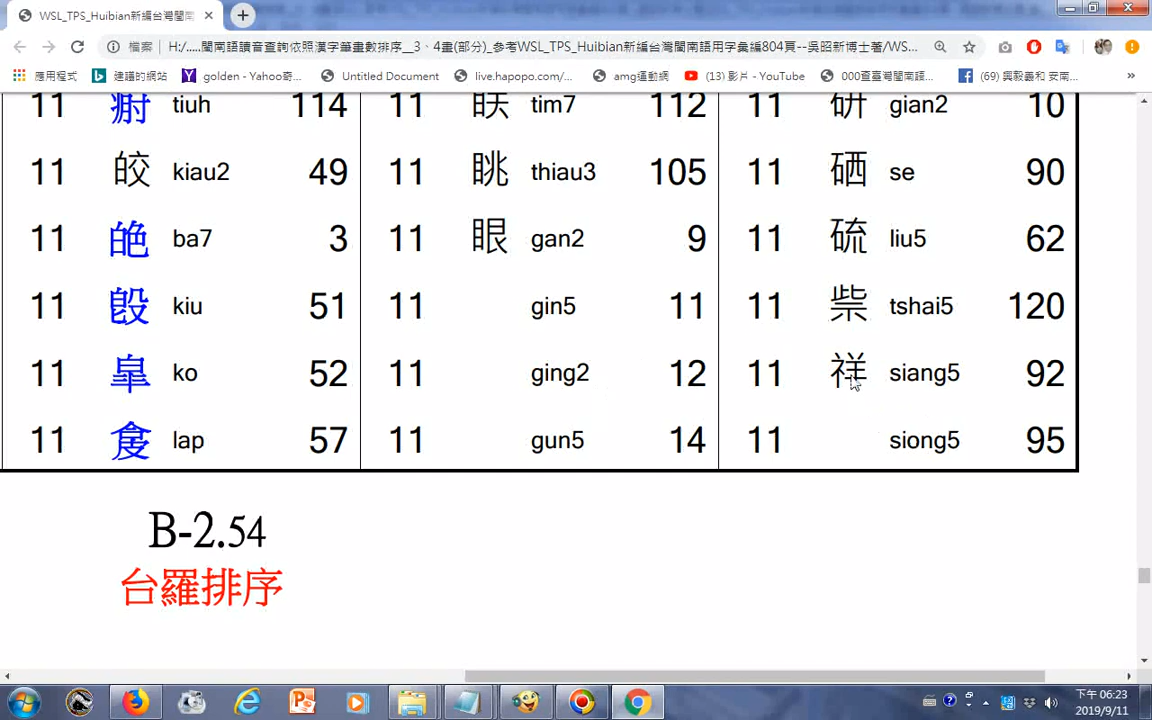 WSL_TPS_Huibian新編台灣閩南
檔案 H:/.....閩南語讀音查詢依照漢字筆畫數排序__3、4畫(部分)_參考WSL_TPS_Huibian新編台灣閩南語用字彙編804頁--吳昭新博士著/WS...
應用程式 建議的網站 golden - Yahoo奇... Untitled Document live.hapopo.com/... amg運動網 (13) 影片 - YouTube 000查臺灣閩南語... (69) 興毅義和 安南... »
11 疛 tiuh 114 11 眹 tim7 112 11 研 gian2 10
11 皎 kiau2 49 11 眺 thiau3 105 11 硒 se 90
11 ba7 3 11 眼 gan2 9 11 硫 liu5 62
11 kiu 51 11 gin5 11 11 祡 tshai5 120
11 ko 52 11 ging2 12 11 祥 siang5 92
11 lap 57 11 gun5 14 11 siong5 95
B-2.54
台羅排序
下午 06:23
2019/9/11